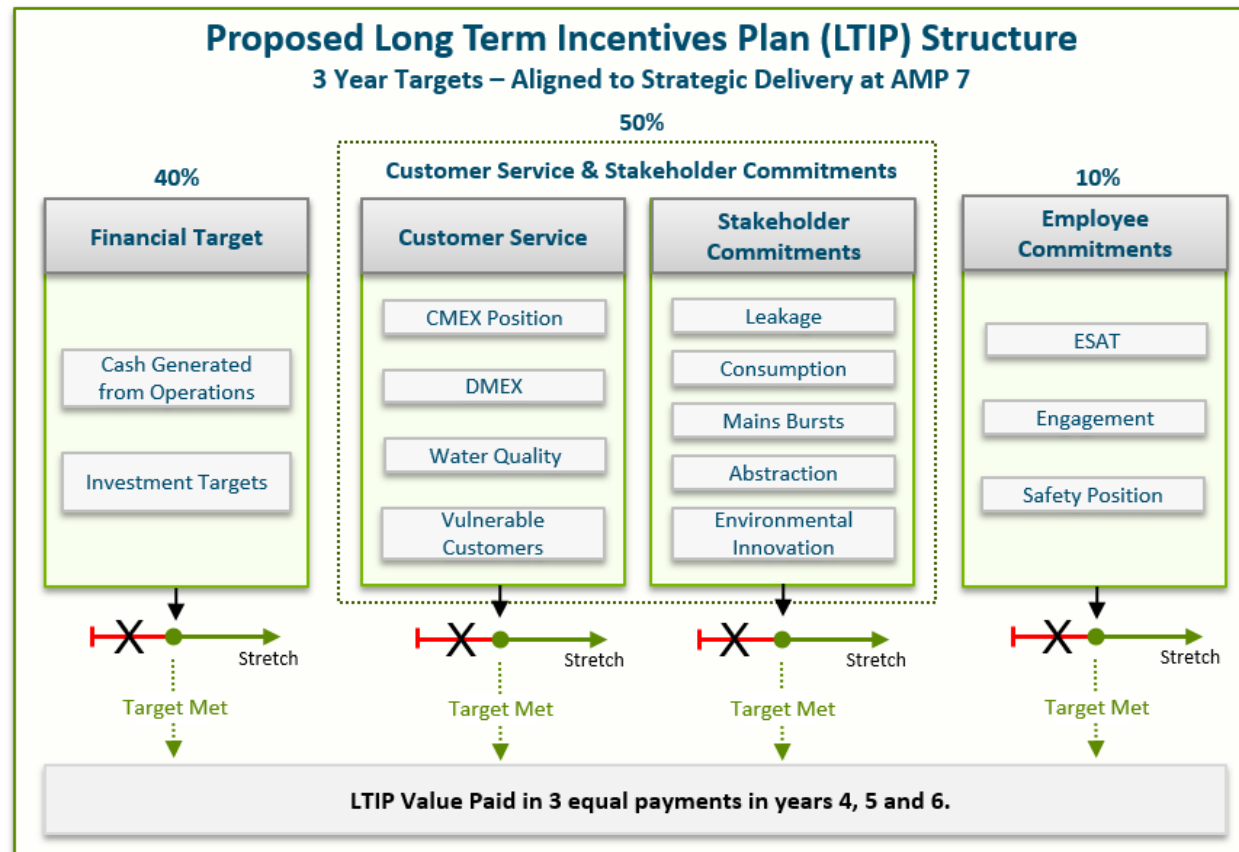 Proposed Long Term Incentives Plan (LTIP) Structure
3 Year Targets – Aligned to Strategic Delivery at AMP 7
50%
Customer Service & Stakeholder Commitments
40%
Financial Target
Cash Generated
from Operations
Investment Targets
Customer Service
CMEX Position
DMEX
Water Quality
Vulnerable
Customers
Stakeholder
Commitments
Leakage
Consumption
Mains Bursts
Abstraction
Environmental
Innovation
10%
Employee
Commitments
ESAT
Engagement
Safety Position
X
Stretch
Target Met
X
Stretch
Target Met
X
Stretch
Target Met
X
Stretch
Target Met
LTIP Value Paid in 3 equal payments in years 4, 5 and 6.